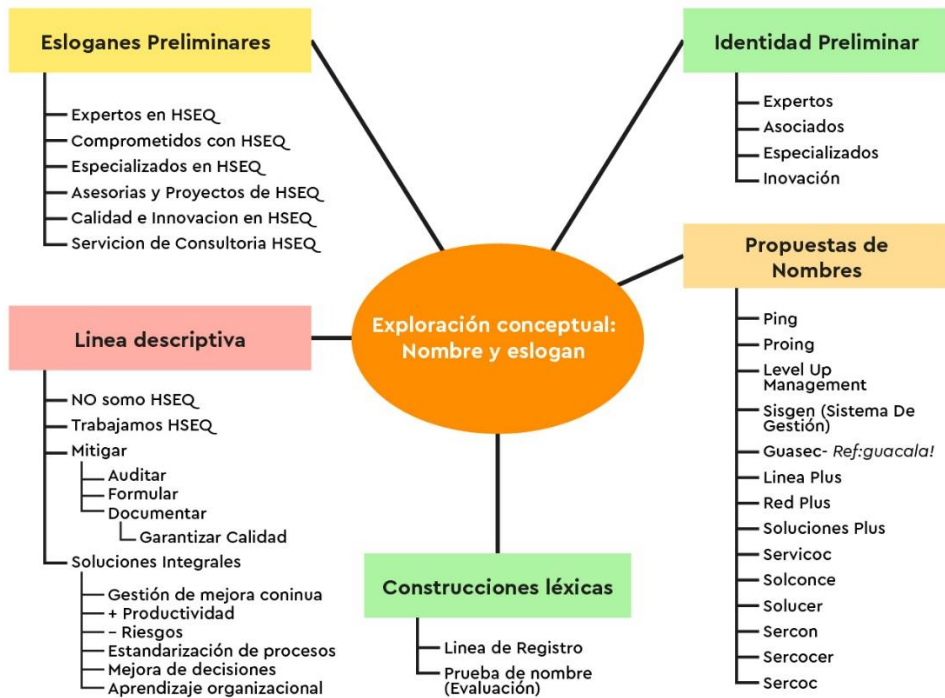 Esloganes Preliminares
Expertos en HSEQ
Comprometidos con HSEQ
Especializados en HSEQ
Asesorias y Proyectos de HSEQ
Calidad e Innovacion en HSEQ
Servicion de Consultoria HSEQ
Identidad Preliminar
Expertos
Asociados
Especializados
Inovación
Exploración conceptual:
Nombre y eslogan
Propuestas de
Nombres
Ping
Proing
Level Up
Management
Sisgen (Sistema De
Gestión)
Guasec- Ref:guacala!
Linea Plus
Red Plus
Soluciones Plus
Servicoc
Solconce
Solucer
Sercon
Sercocer
Sercoc
Linea descriptiva
NO somo HSEQ
Trabajamos HSEQ
Mitigar
Auditar
Formular
Documentar
Garantizar Calidad
Soluciones Integrales
Gestión de mejora coninua
+ Productividad
– Riesgos
Estandarización de procesos
Mejora de decisiones
Aprendizaje organizacional
Construcciones léxicas
Linea de Registro
Prueba de nombre
(Evaluación)